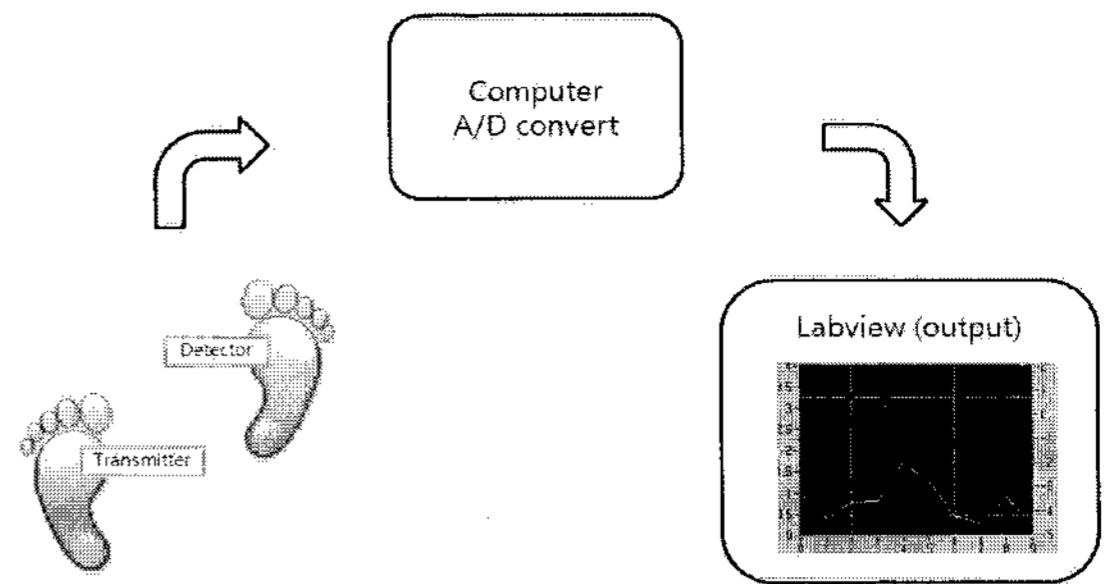 Computer
A/D convert
Detector
Transmitter
Labview (output)